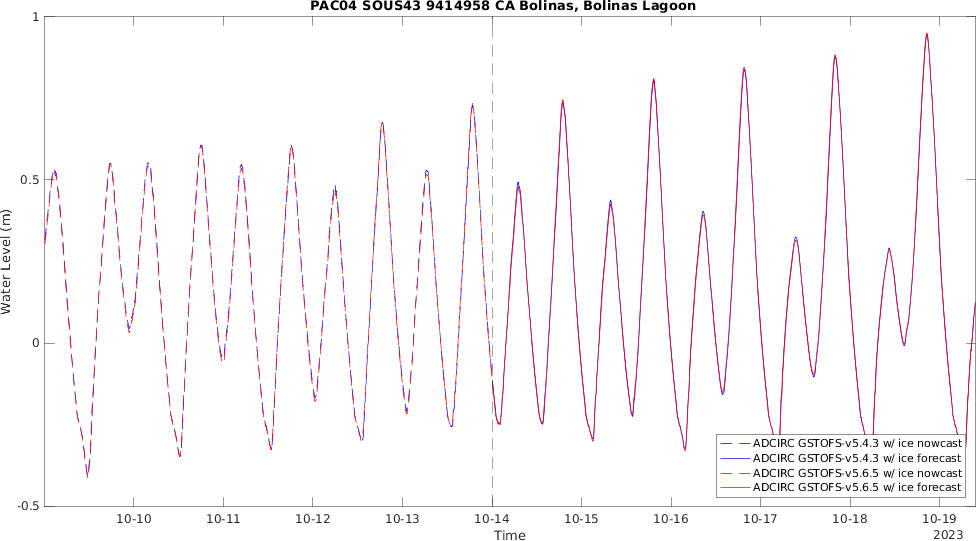 PAC04 SOUS43 9414958 CA Bolinas, Bolinas Lagoon
1
0.5
0
-0.5
Water Level (m)
10-10 10-11 10-12 10-13 10-14 10-15 10-16 10-17 10-18 10-19
2023
Time
ADCIRC GSTOFS-v5.4.3 w/ ice nowcast
ADCIRC GSTOFS-v5.4.3 w/ ice forecast
ADCIRC GSTOFS-v5.6.5 w/ ice nowcast
ADCIRC GSTOFS-v5.6.5 w/ ice forecast